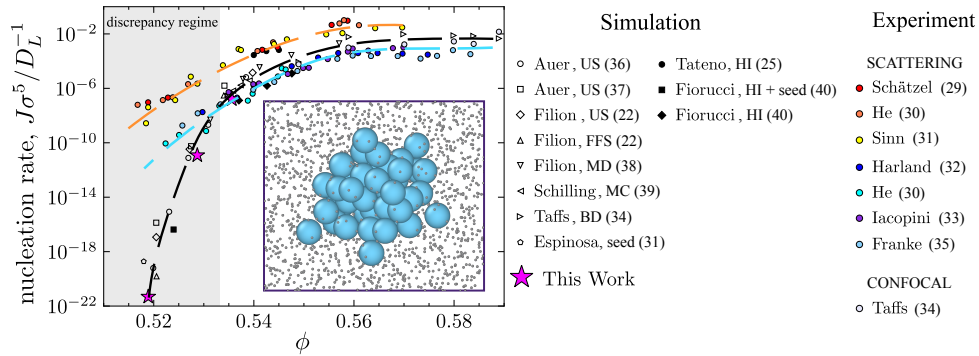 discrepancy regime
nucleation rate, Jσ⁵/D_L⁻¹
10⁻²
10⁻⁶
10⁻¹⁰
10⁻¹⁴
10⁻¹⁸
10⁻²²
0.52
0.54
0.56
0.58
ϕ
Simulation
Auer, US (36)
Auer, US (37)
Filion, US (22)
Filion, FFS (22)
Filion, MD (38)
Schilling, MC (39)
Taffs, BD (34)
Espinosa, seed (31)
This Work
Tateno, HI (25)
Fiorucci, HI + seed (40)
Fiorucci, HI (40)
Experiment
SCATTERING
Schätzel (29)
He (30)
Sinn (31)
Harland (32)
He (30)
Iacopini (33)
Franke (35)
CONFOCAL
Taffs (34)